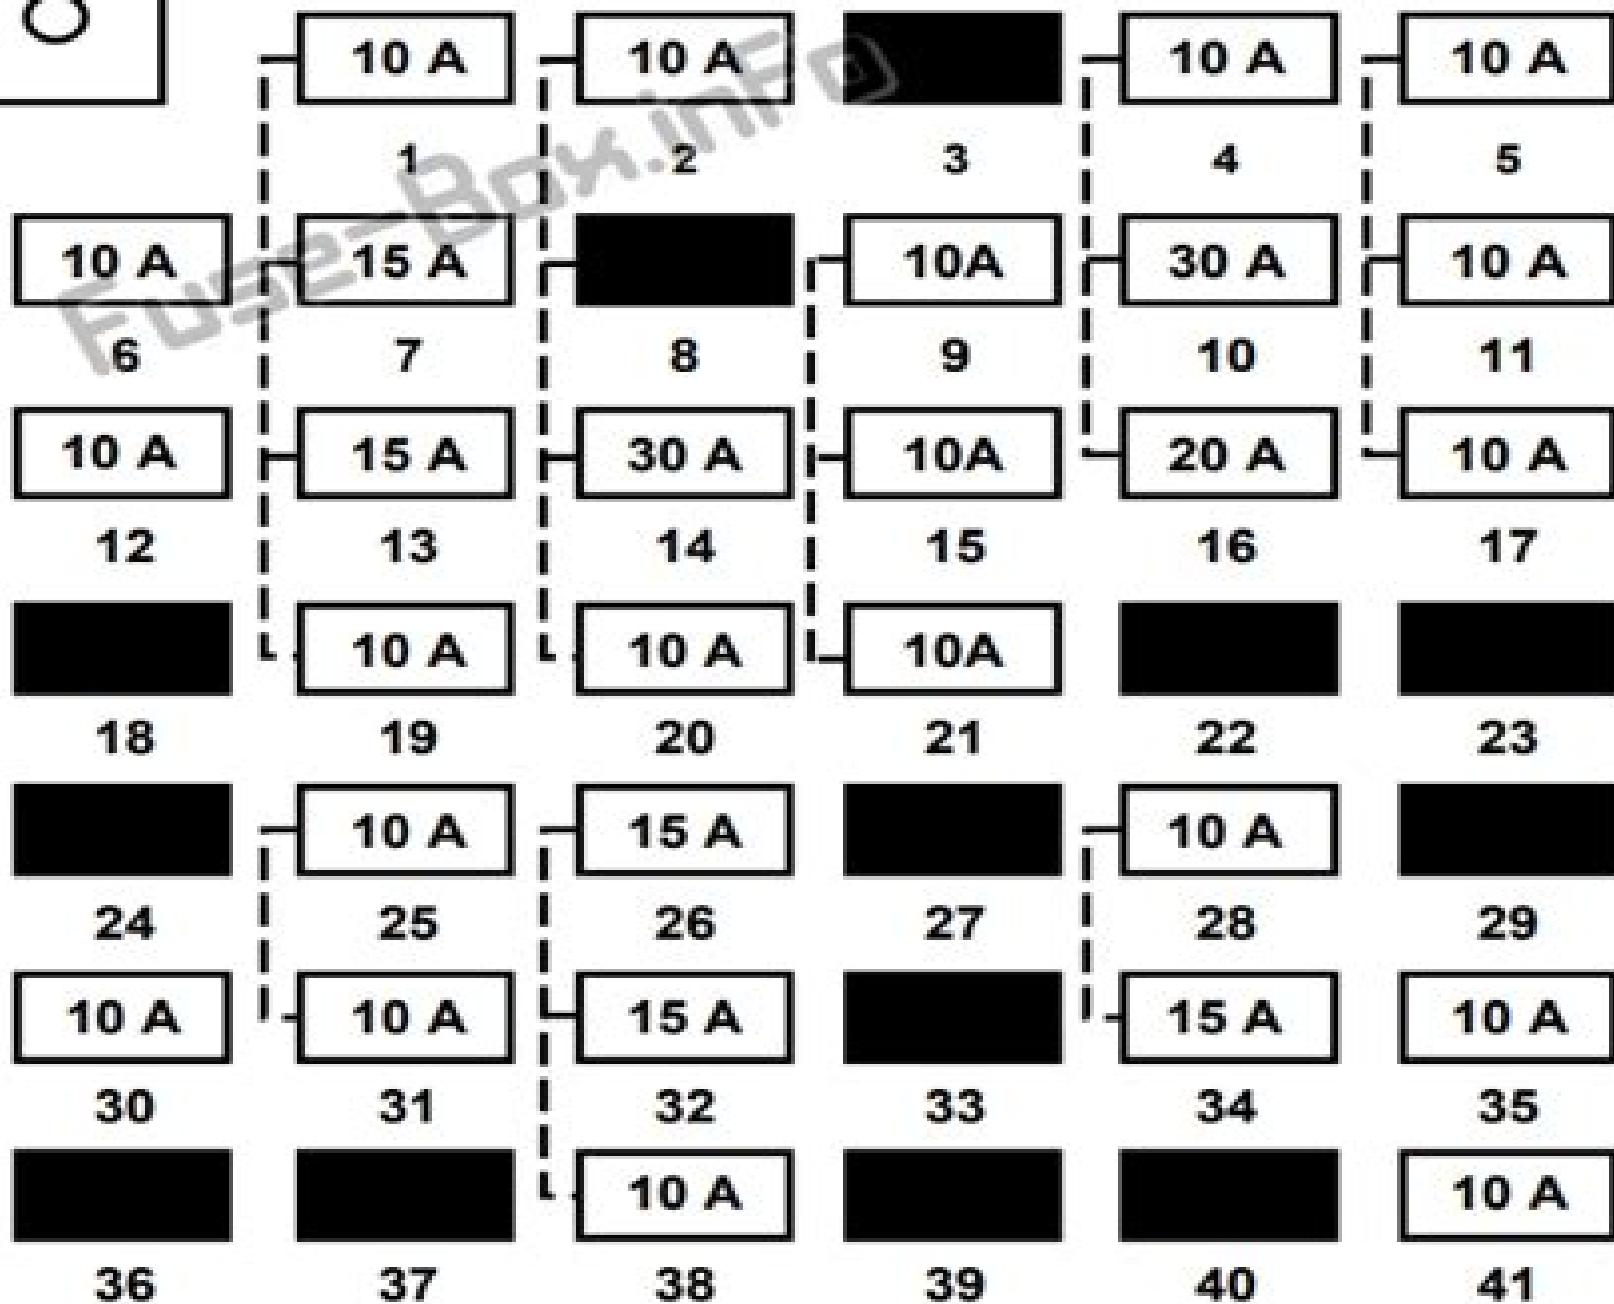 10 A 10 A 10 A 10 A
1 2 3 4 5
10 A 15 A 10A 30 A 10 A
6 7 8 9 10 11
10 A 15 A 30 A 10A 20 A 10 A
12 13 14 15 16 17
10 A 10 A 10A
18 19 20 21 22 23
10 A 15 A 10 A
24 25 26 27 28 29
10 A 10 A 15 A 15 A 10 A
30 31 32 33 34 35
10 A 10 A
36 37 38 39 40 41
Fuse-Box.inFo